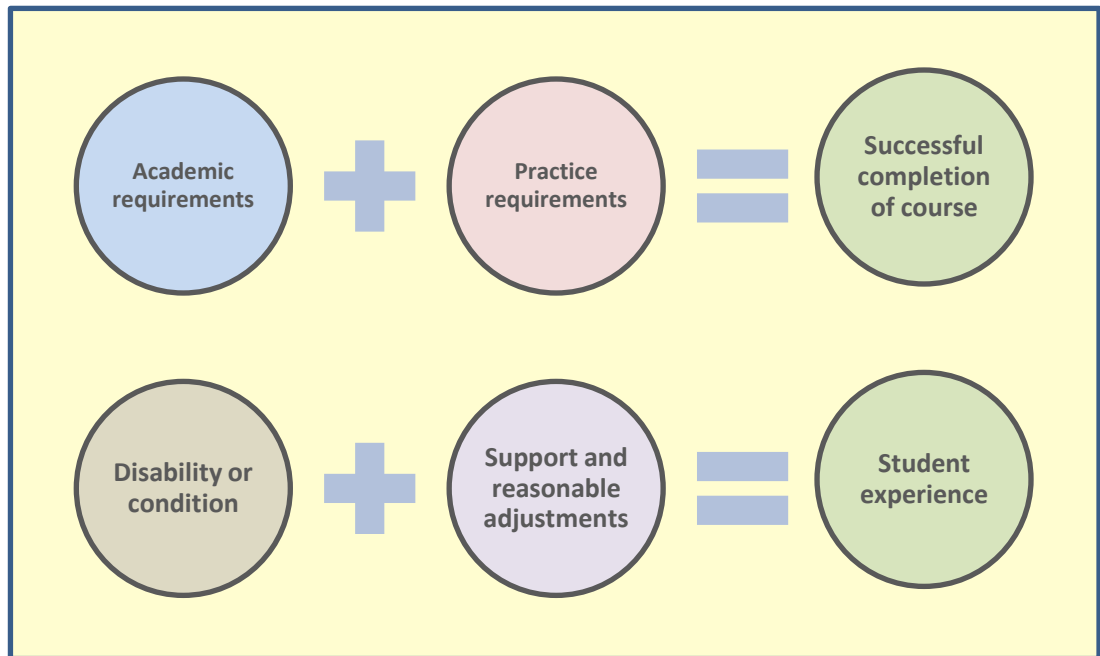 Academic
requirements
Practice
requirements
Successful
completion
of course
Disability or
condition
Support and
reasonable
adjustments
Student
experience